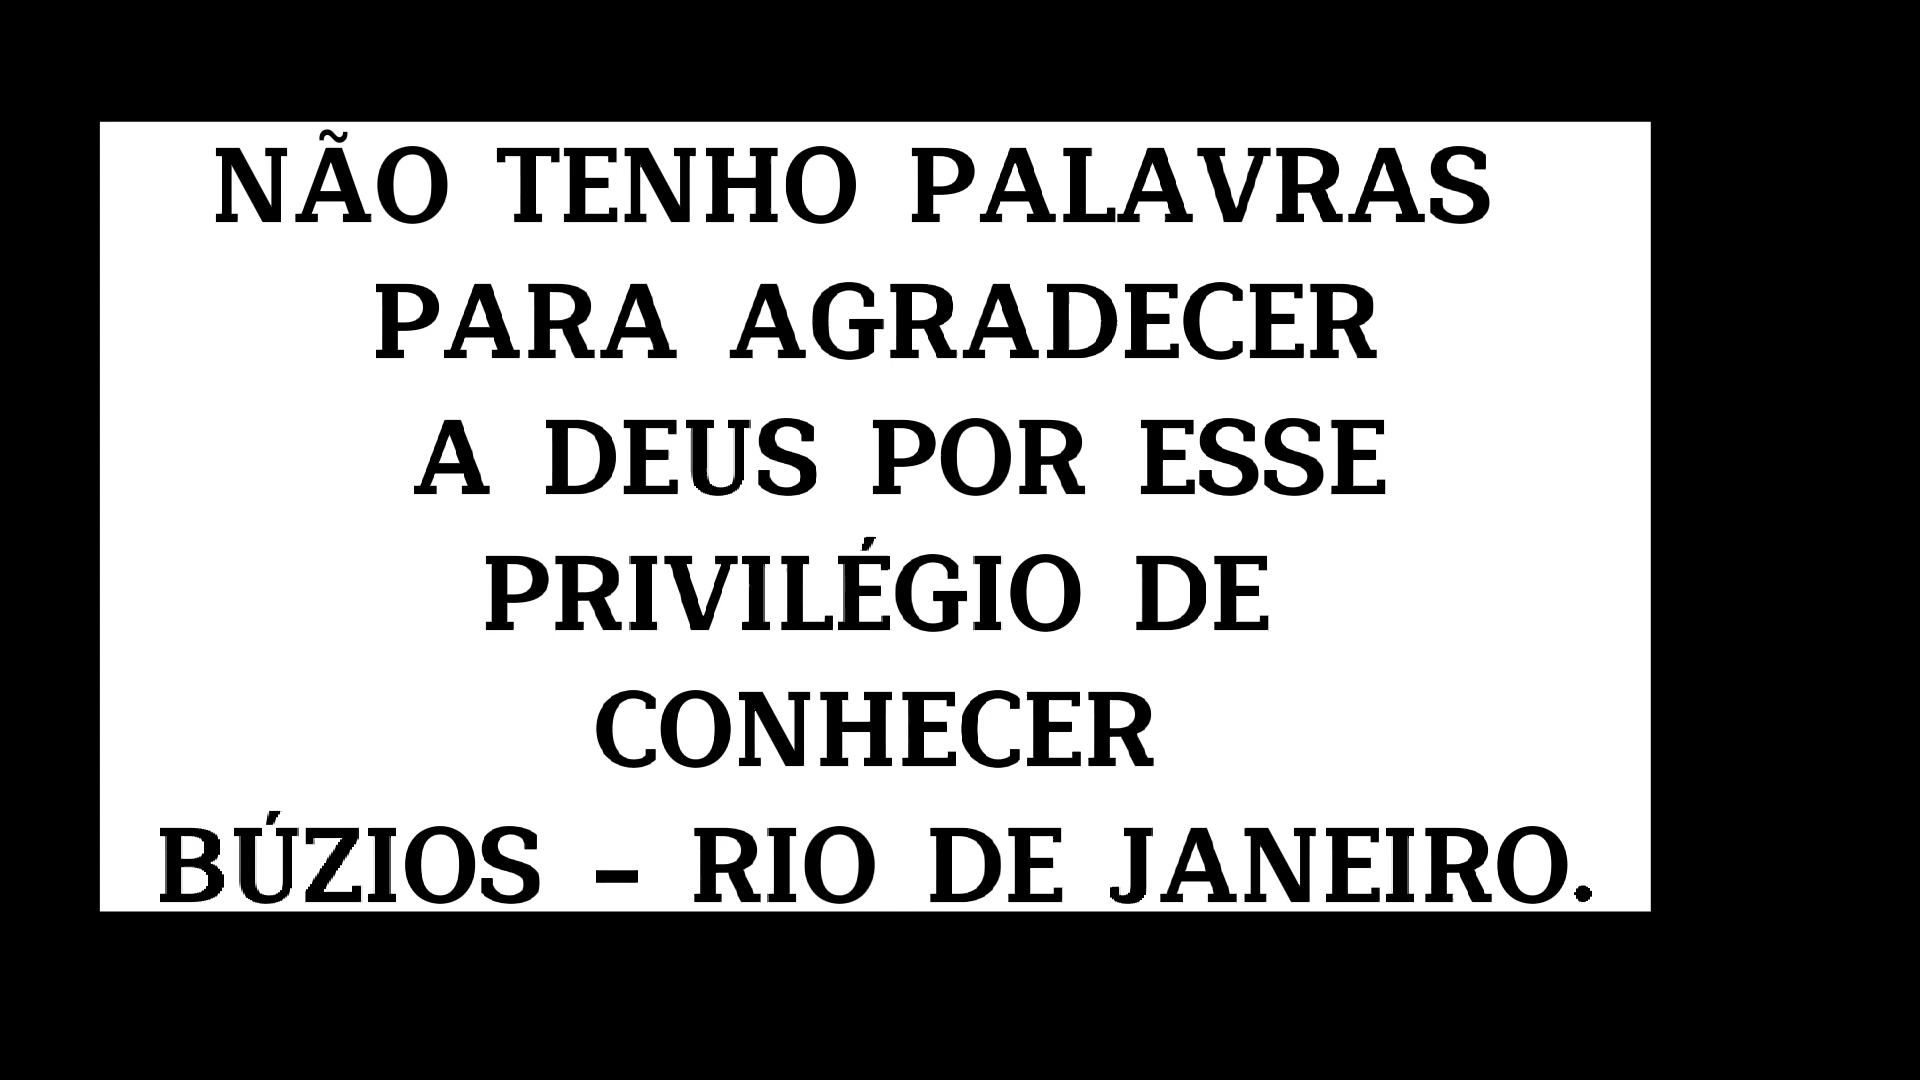 NÃO TENHO PALAVRAS
PARA AGRADECER
A DEUS POR ESSE
PRIVILÉGIO DE
CONHECER
BÚZIOS - RIO DE JANEIRO.